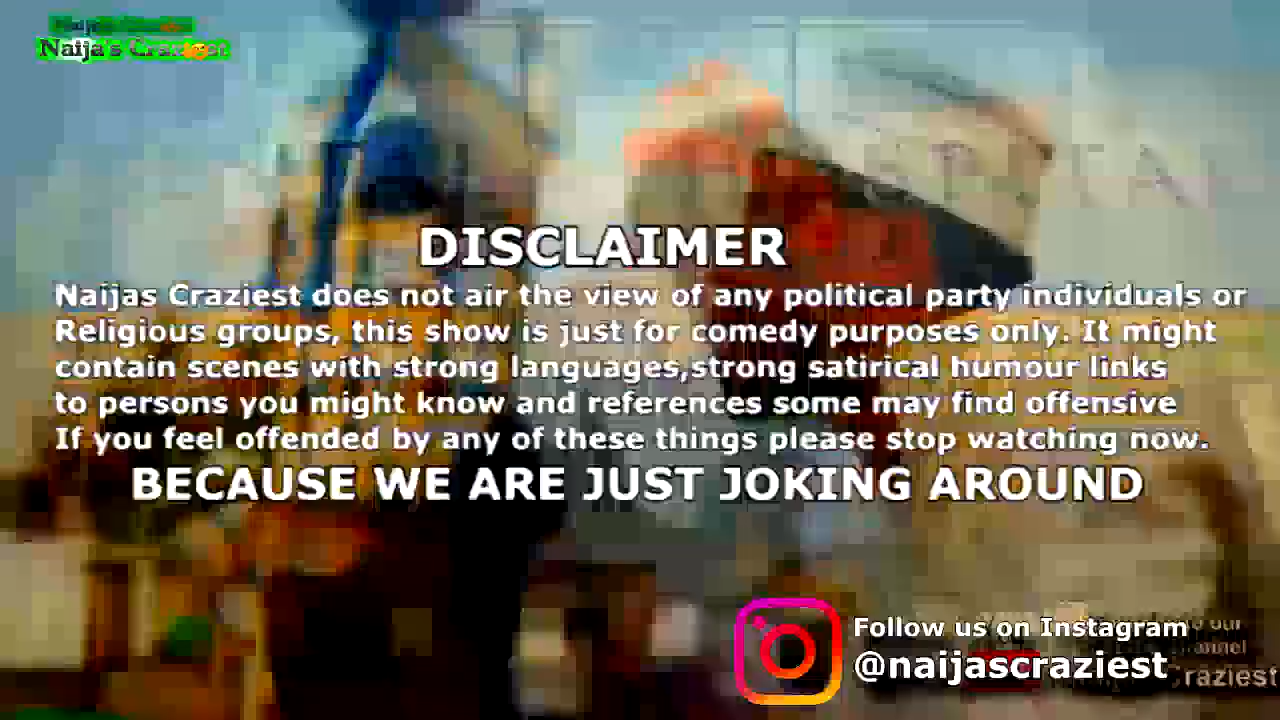 Naija's Craziest
DISCLAIMER
Naijas Craziest does not air the view of any political party individuals or
Religious groups, this show is just for comedy purposes only. It might
contain scenes with strong languages,strong satirical humour links
to persons you might know and references some may find offensive
If you feel offended by any of these things please stop watching now.
BECAUSE WE ARE JUST JOKING AROUND
Follow us on Instagram
@naijascraziest
our
raziest